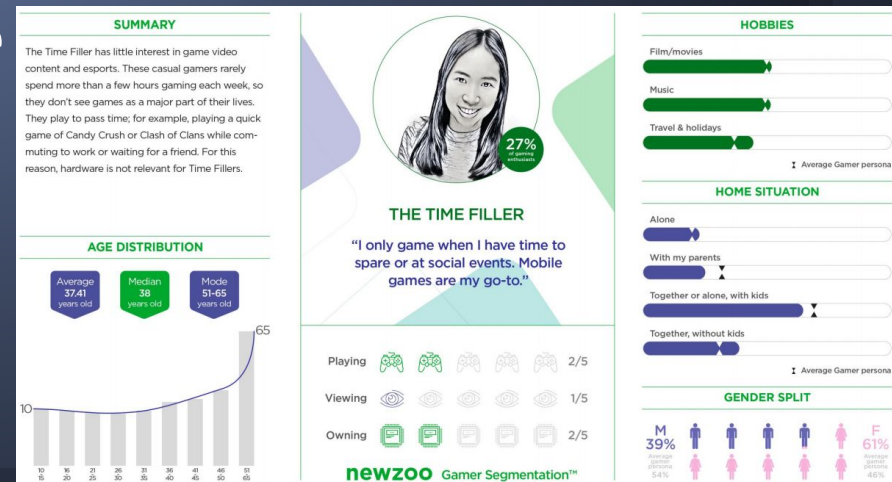 SUMMARY
The Time Filler has little interest in game video
content and esports. These casual gamers rarely
spend more than a few hours gaming each week, so
they don't see games as a major part of their lives.
They play to pass time; for example, playing a quick
game of Candy Crush or Clash of Clans while com-
muting to work or waiting for a friend. For this
reason, hardware is not relevant for Time Fillers.
AGE DISTRIBUTION
Average
37.41
years old
Median
38
years old
Mode
51-65
years old
65
10
10 16 21 26 31 36 41 46 51
15 20 25 30 35 40 45 50 65
27%
of gaming
enthusiasts
THE TIME FILLER
“I only game when I have time to
spare or at social events. Mobile
games are my go-to.”
Playing 2/5
Viewing 1/5
Owning 2/5
newzoo Gamer Segmentation™
HOBBIES
Film/movies
Music
Travel & holidays
Average Gamer persona
HOME SITUATION
Alone
With my parents
Together or alone, with kids
Together, without kids
Average Gamer persona
GENDER SPLIT
M
39%
Average
gamer
persona
54%
F
61%
Average
gamer
persona
46%